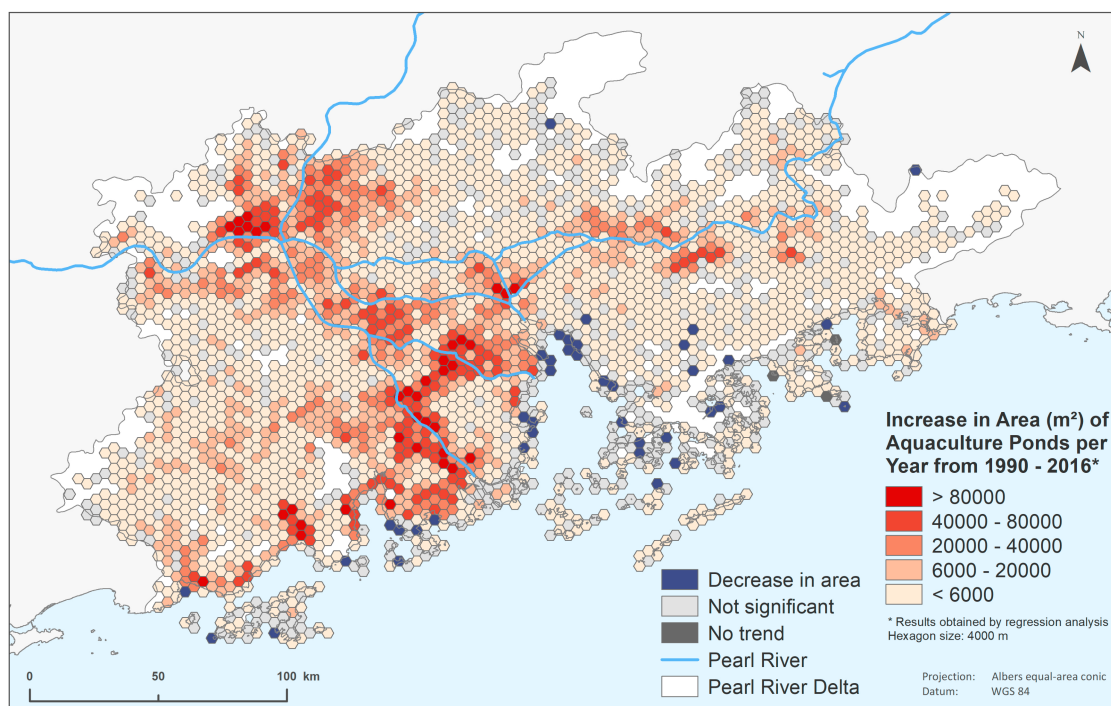 N
Increase in Area (m²) of
Aquaculture Ponds per
Year from 1990 - 2016*
> 80000
40000 - 80000
20000 - 40000
6000 - 20000
< 6000
* Results obtained by regression analysis
Hexagon size: 4000 m
Decrease in area
Not significant
No trend
Pearl River
Pearl River Delta
0 50 100 km
Projection: Albers equal-area conic
Datum: WGS 84